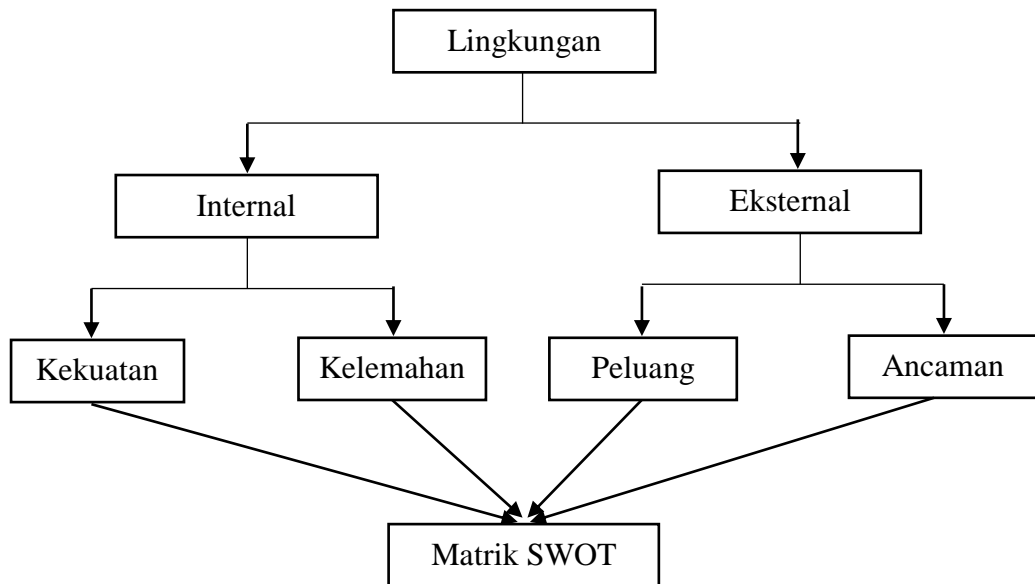 Lingkungan
Internal
Eksternal
Kekuatan
Kelemahan
Peluang
Ancaman
Matrik SWOT